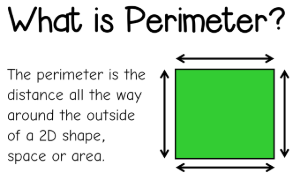 What is Perimeter?
The perimeter is the
distance all the way
around the outside
of a 2D shape,
space or area.